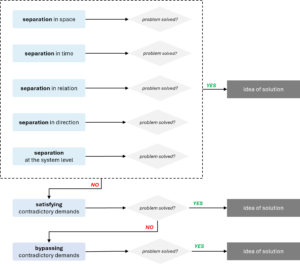 separation in space
problem solved?
separation in time
problem solved?
separation in relation
problem solved?
YES
idea of solution
separation in direction
problem solved?
separation
at the system level
problem solved?
NO
satisfying
contradictory demands
problem solved?
YES
idea of solution
NO
bypassing
contradictory demands
problem solved?
YES
idea of solution